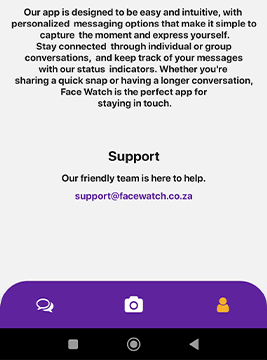 Our app is designed to be easy and intuitive, with
personalized messaging options that make it simple to
capture the moment and express yourself.
Stay connected through individual or group
conversations, and keep track of your messages
with our status indicators. Whether you're
sharing a quick snap or having a longer conversation,
Face Watch is the perfect app for
staying in touch.
Support
Our friendly team is here to help.
support@facewatch.co.za